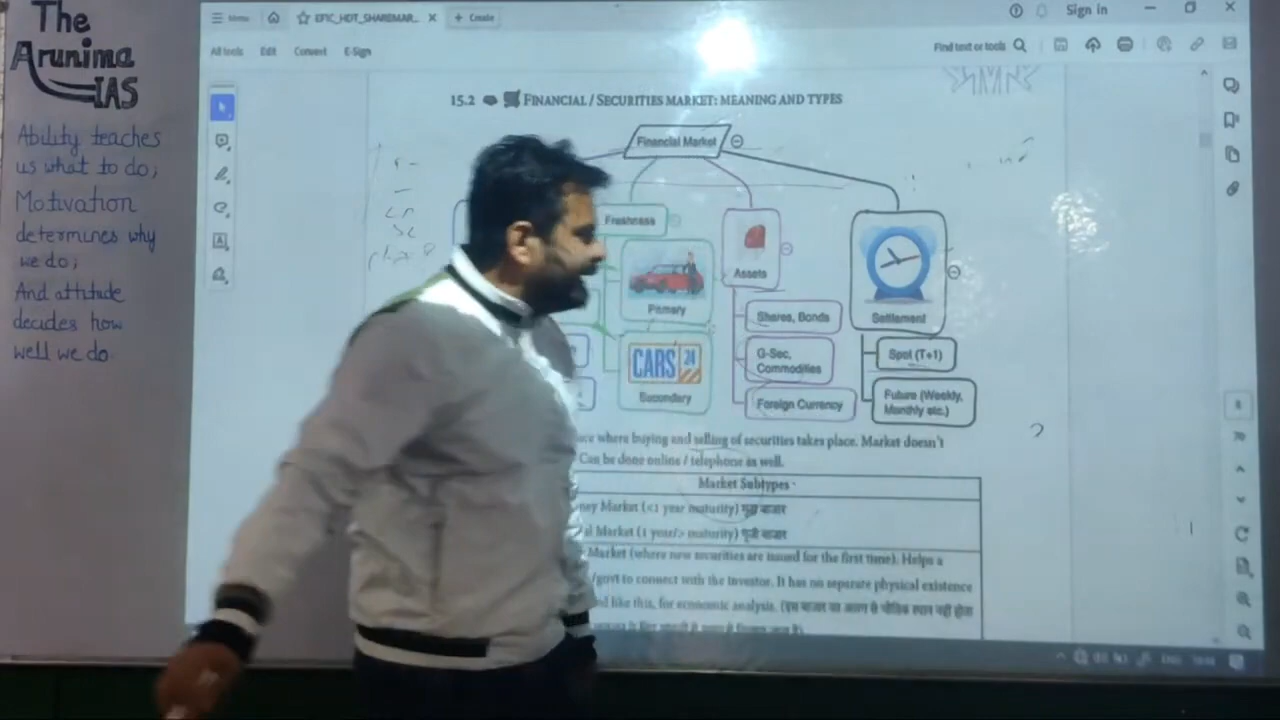 The
Arunima
IAS
Ability teaches
us what to do;
Motivation
determines why
we do;
And attitude
decides how
well we do.
Menu
EFIC_HDT_SHAREMAR...
+ Create
Sign in
All tools Edit Convert E-Sign
Find text or tools
15.2 FINANCIAL / SECURITIES MARKET: MEANING AND TYPES
Financial Market
Freshness
Primary
CARS 24
Secondary
Assets
Shares, Bonds
G-Sec,
Commodities
Foreign Currency
Settlement
Spot (T+1)
Future (Weekly,
Monthly etc.)
where buying and selling of securities takes place. Market doesn't
Can be done online / telephone as well.
Market Subtypes
Market (<1 year maturity) मुद्रा बाजार
Market (1 year/> maturity) पूंजी बाजार
Market (where new securities are issued for the first time). Helps a
/govt to connect with the investor. It has no separate physical existence
like this, for economic analysis. (इस बाजार का अलग से भौतिक स्थान नहीं होता